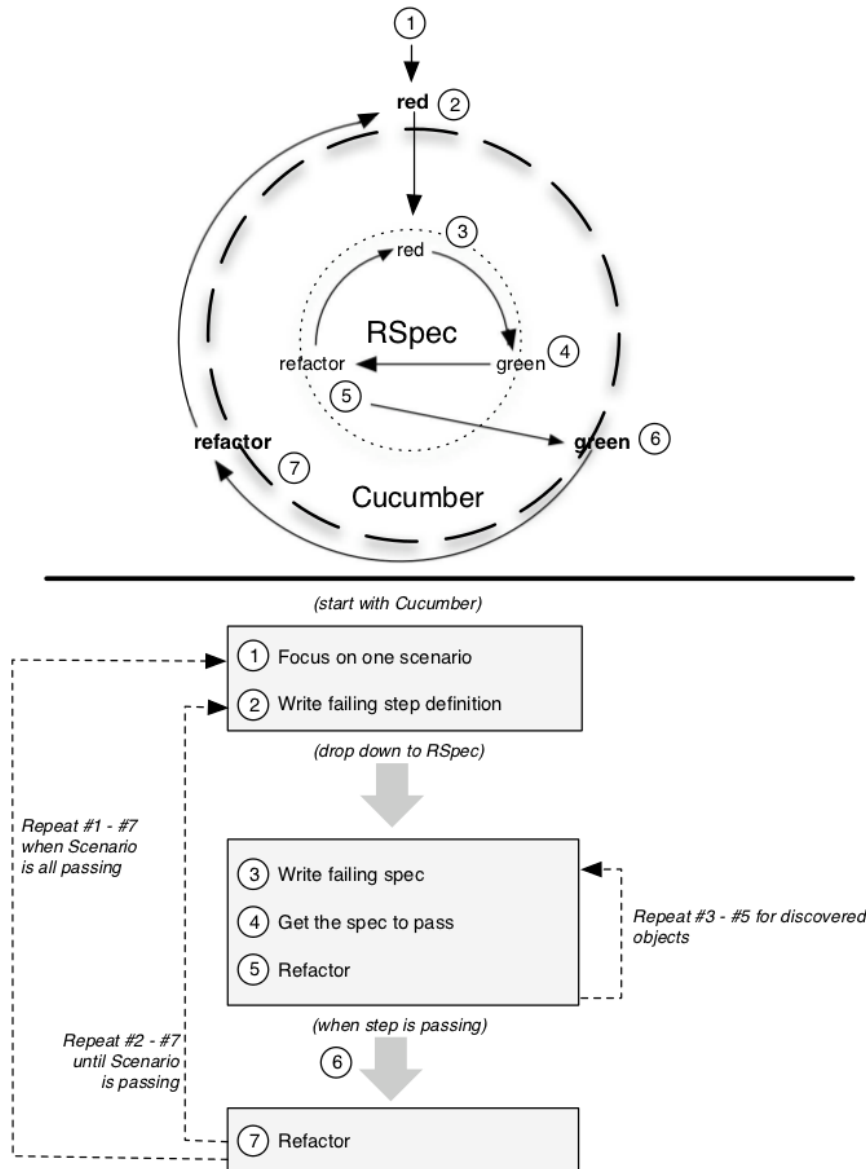 1
red 2
3
red
RSpec
refactor
green 4
5
refactor
green 6
7
Cucumber
(start with Cucumber)
1 Focus on one scenario
2 Write failing step definition
(drop down to RSpec)
Repeat #1 - #7
when Scenario
is all passing
3 Write failing spec
4 Get the spec to pass
5 Refactor
Repeat #3 - #5 for discovered
objects
(when step is passing)
Repeat #2 - #7
until Scenario
is passing
6
7 Refactor